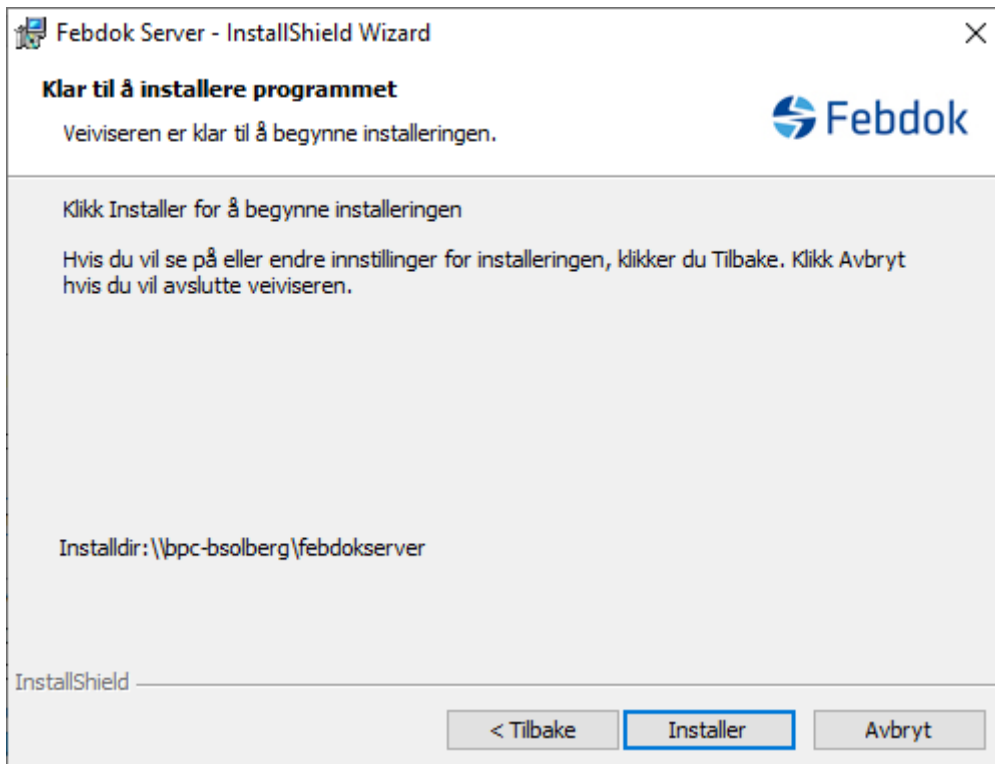 Febdok Server - InstallShield Wizard
Klar til å installere programmet
Veiviseren er klar til å begynne installeringen.
Febdok
Klikk Installer for å begynne installeringen
Hvis du vil se på eller endre innstillinger for installeringen, klikker du Tilbake. Klikk Avbryt
hvis du vil avslutte veiviseren.
Installdir:\\bpc-bsolberg\febdokserver
InstallShield
< Tilbake
Installer
Avbryt